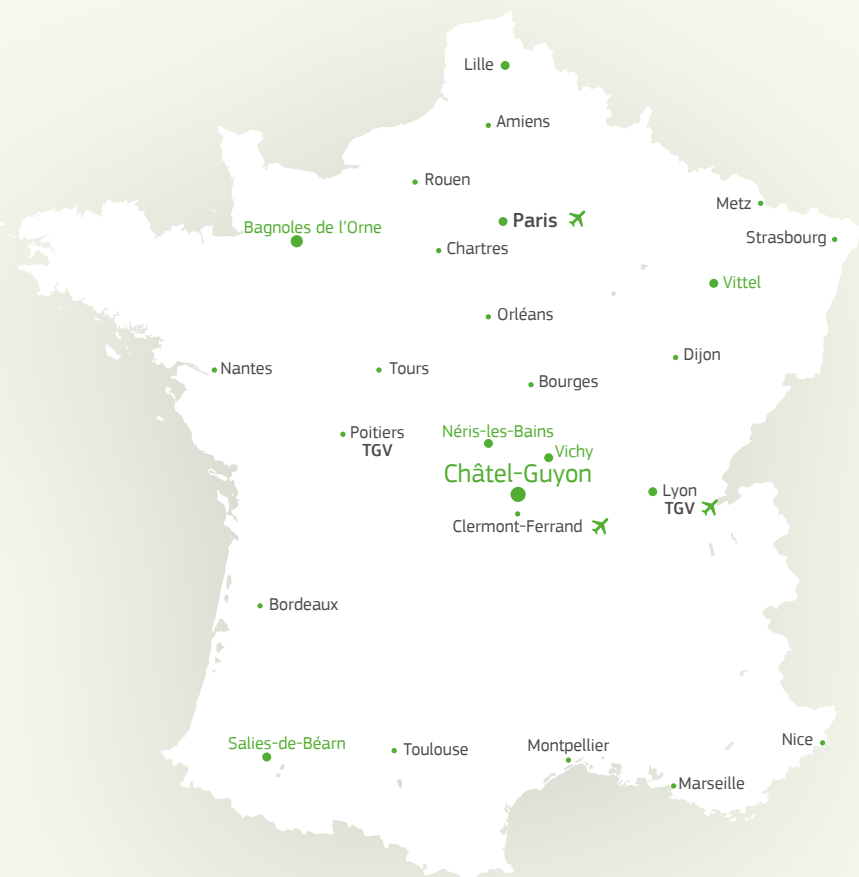 Lille
Amiens
Rouen
Metz
Paris
Bagnoles de l'Orne
Strasbourg
Chartres
Vittel
Orléans
Dijon
Nantes
Tours
Bourges
Poitiers
TGV
Néris-les-Bains
Vichy
Châtel-Guyon
Lyon
TGV
Clermont-Ferrand
Bordeaux
Nice
Salies-de-Béarn
Toulouse
Montpellier
Marseille